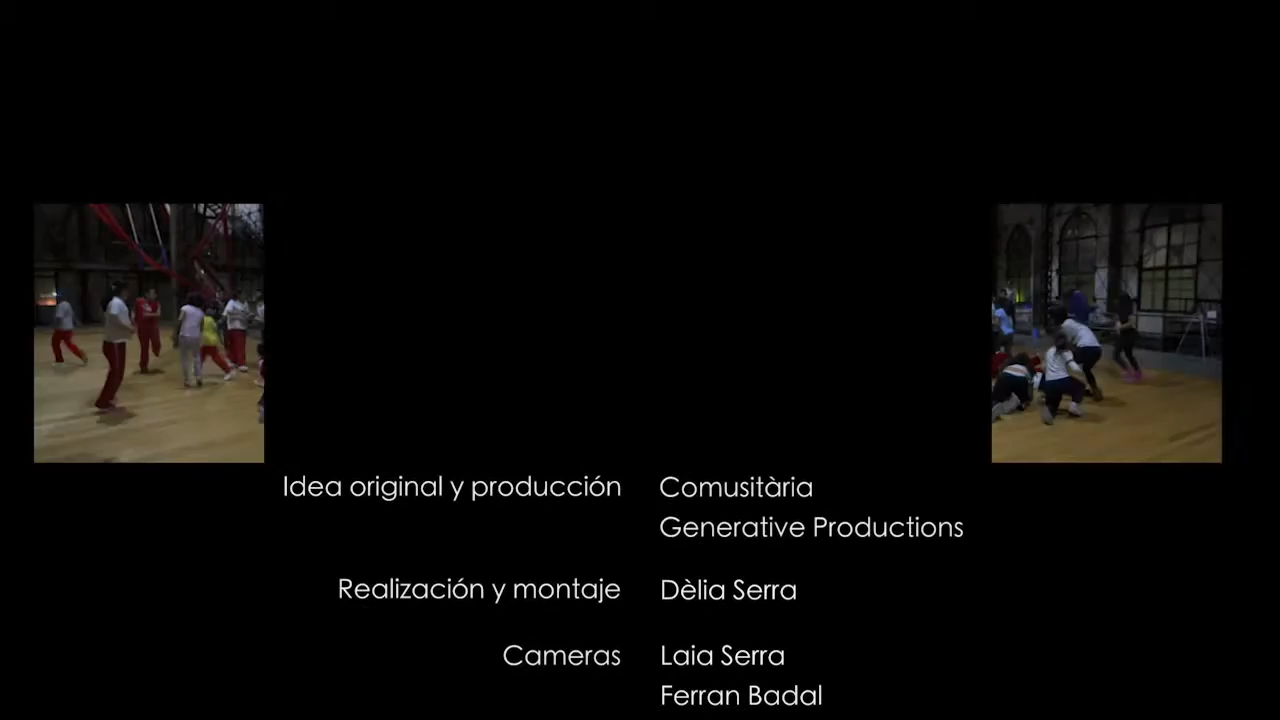 Idea original y producción Comusitària
Generative Productions
Realización y montaje Dèlia Serra
Cameras Laia Serra
Ferran Badal